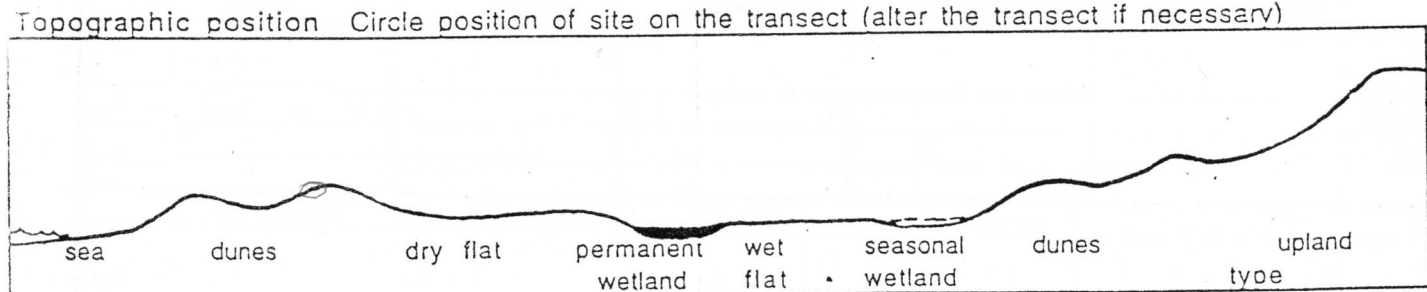 Topographic position Circle position of site on the transect (alter the transect if necessary)
sea dunes dry flat permanent wet seasonal dunes upland
wetland flat wetland type